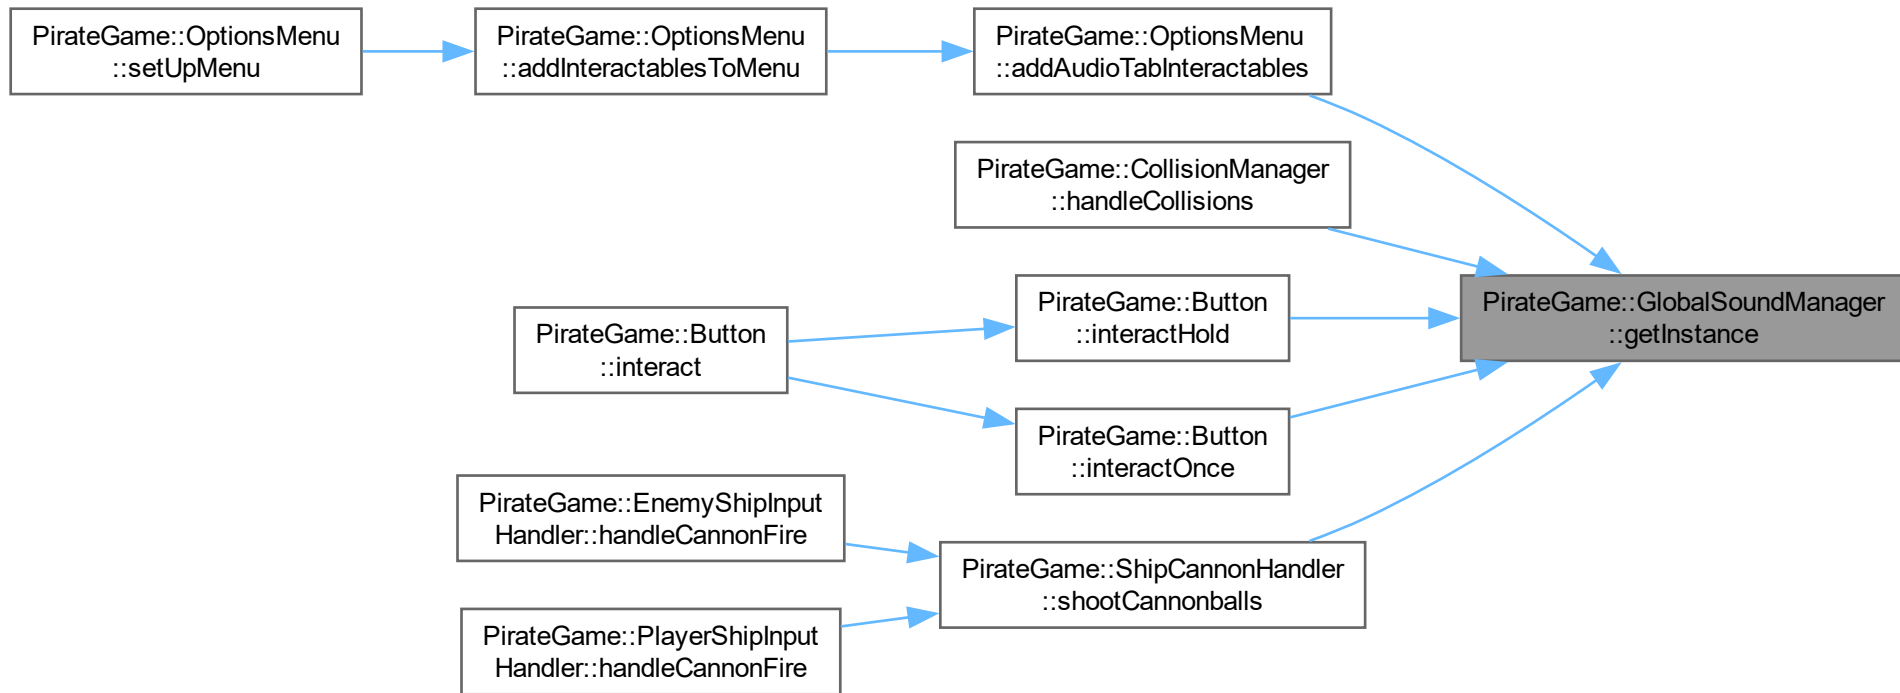 PirateGame::OptionsMenu
::setUpMenu
PirateGame::OptionsMenu
::addInteractablesToMenu
PirateGame::OptionsMenu
::addAudioTabInteractables
PirateGame::CollisionManager
::handleCollisions
PirateGame::Button
::interact
PirateGame::Button
::interactHold
PirateGame::GlobalSoundManager
::getInstance
PirateGame::Button
::interactOnce
PirateGame::EnemyShipInput
Handler::handleCannonFire
PirateGame::ShipCannonHandler
::shootCannonballs
PirateGame::PlayerShipInput
Handler::handleCannonFire